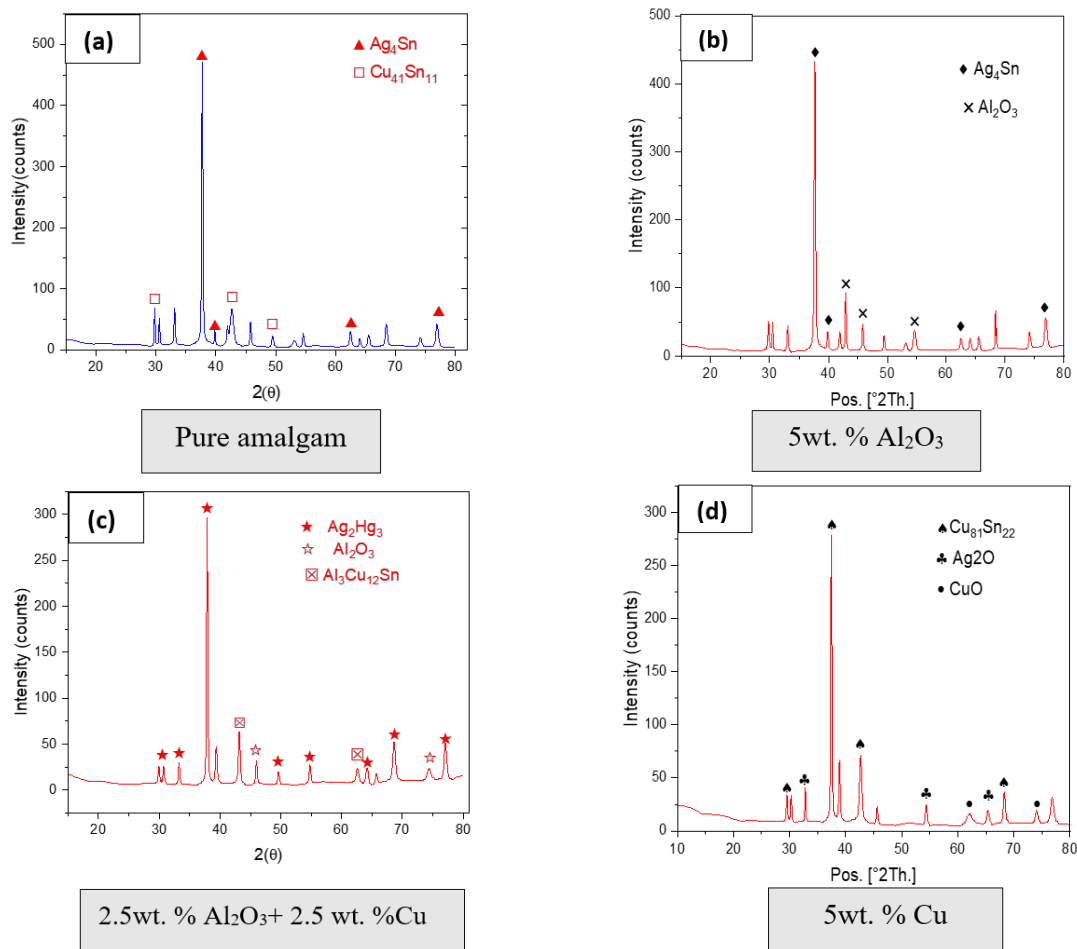 (a)
Ag₄Sn
Cu₄₁Sn₁₁
Intensity (counts)
500
400
300
200
100
0
20 30 40 50 60 70 80
2(θ)
Pure amalgam
(b)
Ag₄Sn
Al₂O₃
Intensity (counts)
500
400
300
200
100
0
20 30 40 50 60 70 80
Pos. [°2Th.]
5wt. % Al₂O₃
(c)
Ag₂Hg₃
Al₂O₃
Al₃Cu₁₂Sn
Intensity (counts)
300
250
200
150
100
50
0
20 30 40 50 60 70 80
2(θ)
2.5wt. % Al₂O₃+ 2.5 wt. %Cu
(d)
Cu₈₁Sn₂₂
Ag2O
CuO
Intensity (counts)
300
250
200
150
100
50
0
10 20 30 40 50 60 70 80
Pos. [°2Th.]
5wt. % Cu